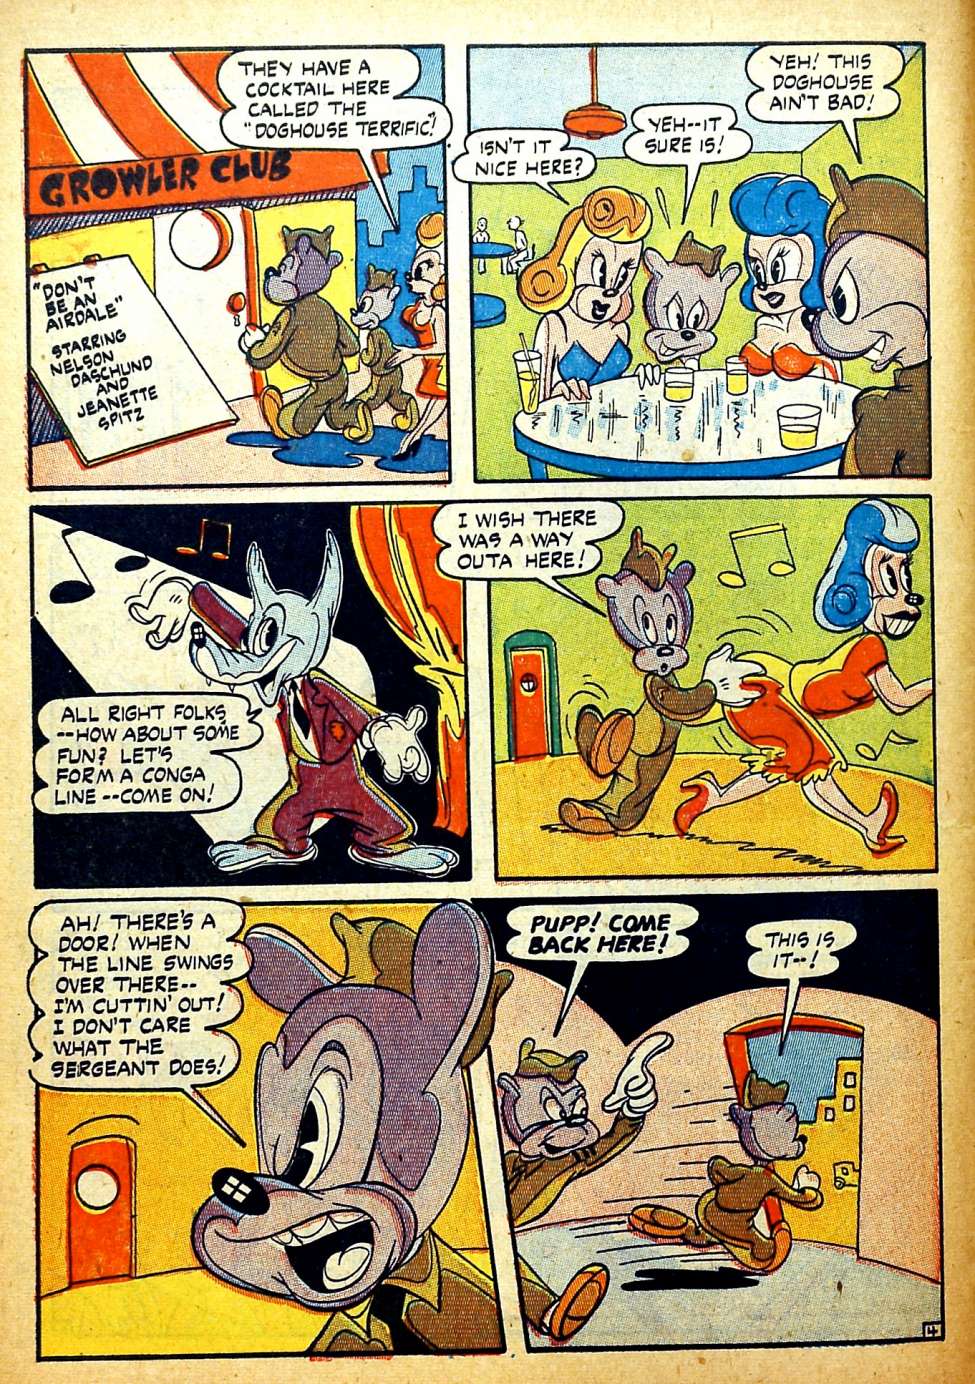 THEY HAVE A
COCKTAIL HERE
CALLED THE
"DOGHOUSE TERRIFIC"!
GROWLER CLUB
"DON'T
BE AN
AIRDALE"
STARRING
NELSON
DASCHUND
AND
JEANETTE
SPITZ
ISN'T IT
NICE HERE?
YEH--IT
SURE IS!
YEH! THIS
DOGHOUSE
AIN'T BAD!
ALL RIGHT FOLKS
--HOW ABOUT SOME
FUN? LET'S
FORM A CONGA
LINE--COME ON!
I WISH THERE
WAS A WAY
OUTA HERE!
AH! THERE'S A
DOOR! WHEN
THE LINE SWINGS
OVER THERE--
I'M CUTTIN' OUT!
I DON'T CARE
WHAT THE
SERGEANT DOES!
PUPP! COME
BACK HERE!
THIS IS
IT--!
4